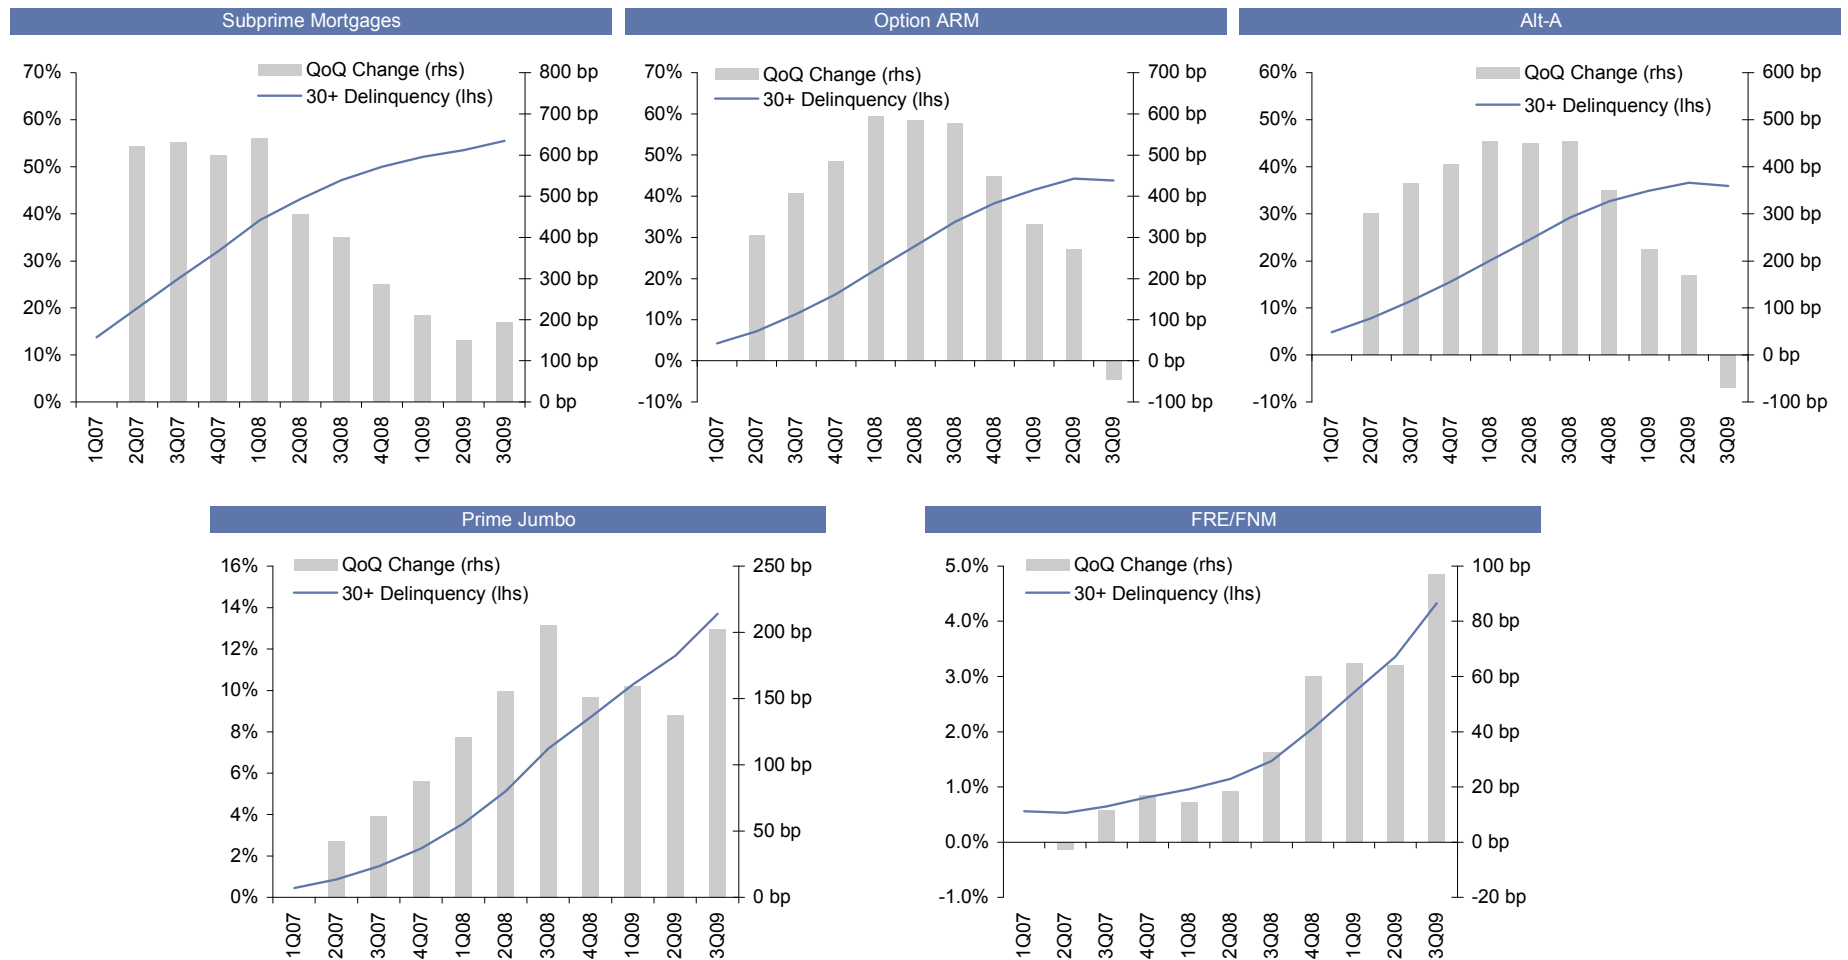 Subprime Mortgages
QoQ Change (rhs)
30+ Delinquency (lhs)
70%
60%
50%
40%
30%
20%
10%
0%
800 bp
700 bp
600 bp
500 bp
400 bp
300 bp
200 bp
100 bp
0 bp
1Q07
2Q07
3Q07
4Q07
1Q08
2Q08
3Q08
4Q08
1Q09
2Q09
3Q09
Option ARM
QoQ Change (rhs)
30+ Delinquency (lhs)
70%
60%
50%
40%
30%
20%
10%
0%
-10%
700 bp
600 bp
500 bp
400 bp
300 bp
200 bp
100 bp
0 bp
-100 bp
1Q07
2Q07
3Q07
4Q07
1Q08
2Q08
3Q08
4Q08
1Q09
2Q09
3Q09
Alt-A
QoQ Change (rhs)
30+ Delinquency (lhs)
60%
50%
40%
30%
20%
10%
0%
-10%
600 bp
500 bp
400 bp
300 bp
200 bp
100 bp
0 bp
-100 bp
1Q07
2Q07
3Q07
4Q07
1Q08
2Q08
3Q08
4Q08
1Q09
2Q09
3Q09
Prime Jumbo
QoQ Change (rhs)
30+ Delinquency (lhs)
16%
14%
12%
10%
8%
6%
4%
2%
0%
250 bp
200 bp
150 bp
100 bp
50 bp
0 bp
1Q07
2Q07
3Q07
4Q07
1Q08
2Q08
3Q08
4Q08
1Q09
2Q09
3Q09
FRE/FNM
QoQ Change (rhs)
30+ Delinquency (lhs)
5.0%
4.0%
3.0%
2.0%
1.0%
0.0%
-1.0%
100 bp
80 bp
60 bp
40 bp
20 bp
0 bp
-20 bp
1Q07
2Q07
3Q07
4Q07
1Q08
2Q08
3Q08
4Q08
1Q09
2Q09
3Q09